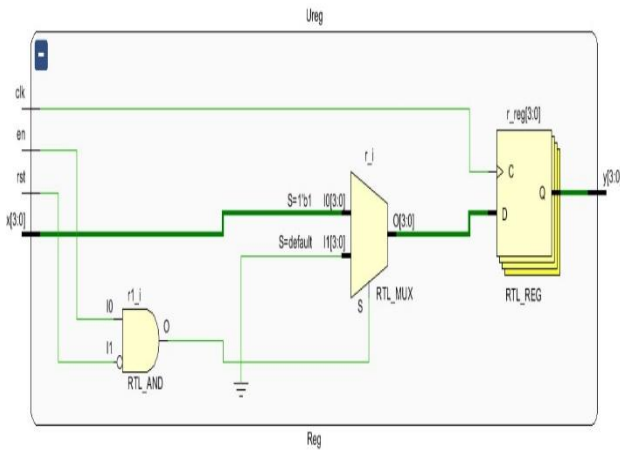 Ureg
clk
r_reg[3:0]
en
r_i
rst
C
y[3:0
S=1'b1 I0[3:0]
Q
x[3:0]
O[3:0]
D
S=default I1[3:0]
r1_i
S
RTL_MUX
RTL_REG
I0
O
I1
RTL_AND
Reg